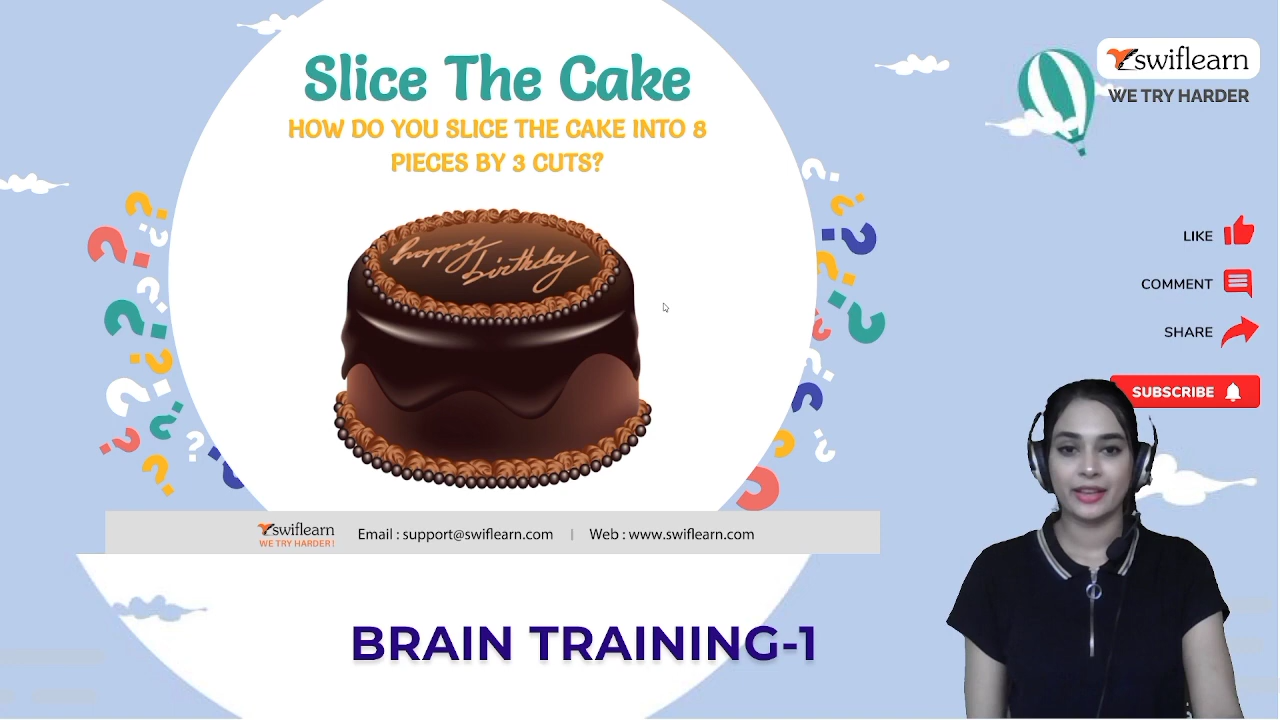 Slice The Cake
HOW DO YOU SLICE THE CAKE INTO 8
PIECES BY 3 CUTS?
happy
birthday
swiflearn
WE TRY HARDER
LIKE
COMMENT
SHARE
SUBSCRIBE
swiflearn
WE TRY HARDER!
Email : support@swiflearn.com | Web : www.swiflearn.com
BRAIN TRAINING-1